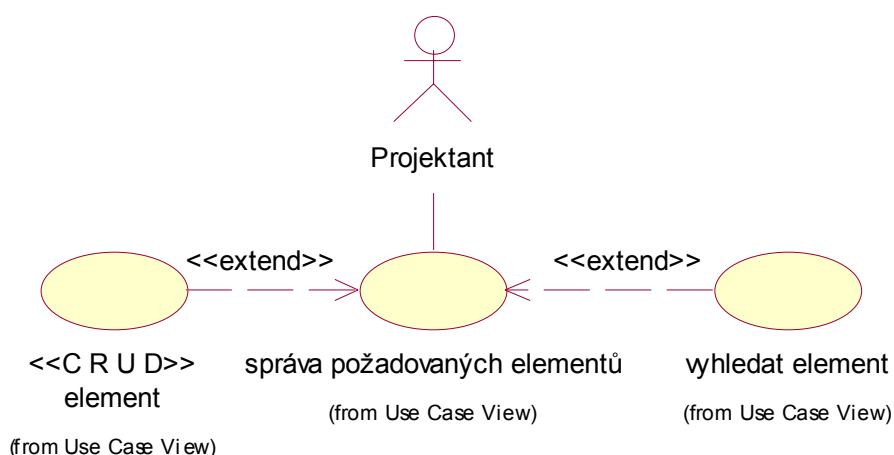 Projektant
<<extend>>
<<extend>>
<<C R U D>>
element
(from Use Case View)
správa požadovaných elementů
(from Use Case View)
vyhledat element
(from Use Case View)